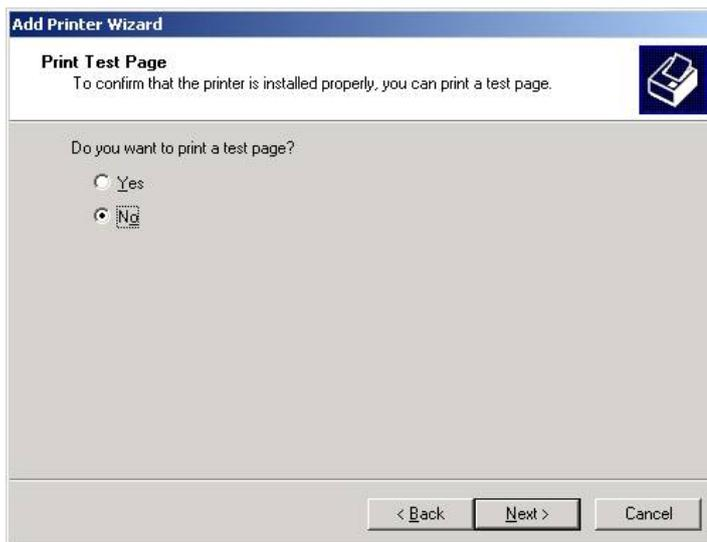 Add Printer Wizard
Print Test Page
To confirm that the printer is installed properly, you can print a test page.
Do you want to print a test page?
Yes
No
< Back Next > Cancel